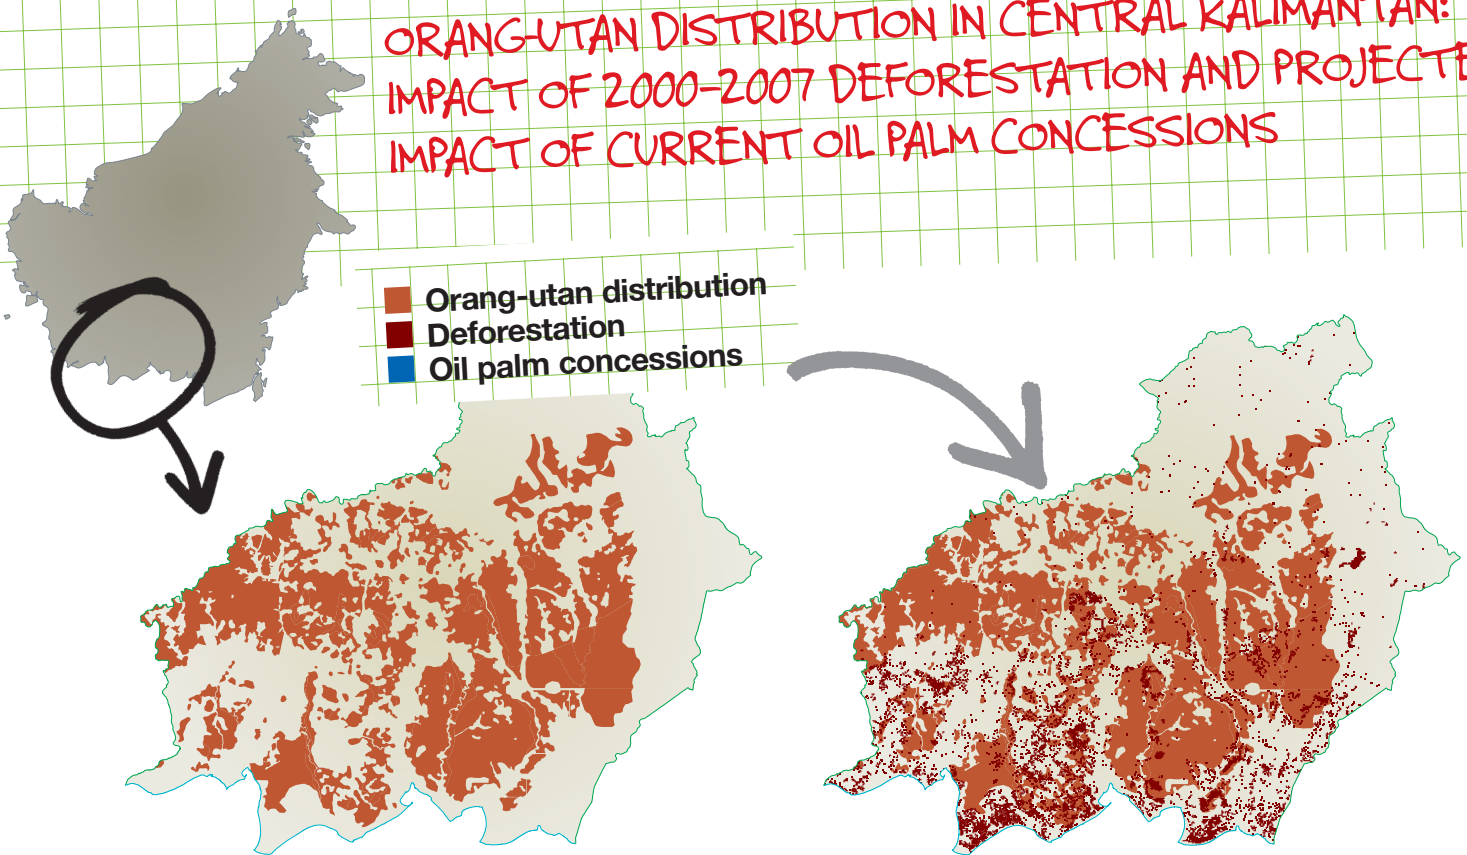 ORANG-UTAN DISTRIBUTION IN CENTRAL KALIMANTAN:
IMPACT OF 2000-2007 DEFORESTATION AND PROJECTE
IMPACT OF CURRENT OIL PALM CONCESSIONS
Orang-utan distribution
Deforestation
Oil palm concessions